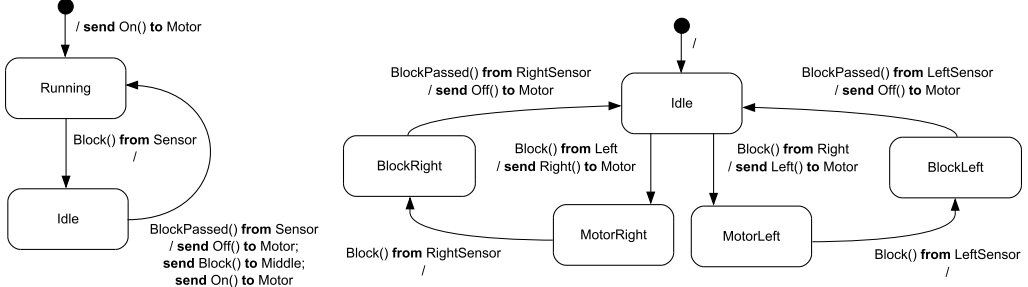 / send On() to Motor
Running
Block() from Sensor
/
Idle
BlockPassed() from Sensor
/ send Off() to Motor;
send Block() to Middle;
send On() to Motor
/
BlockPassed() from RightSensor
/ send Off() to Motor
Idle
BlockPassed() from LeftSensor
/ send Off() to Motor
BlockRight
Block() from Left
/ send Right() to Motor
Block() from Right
/ send Left() to Motor
BlockLeft
MotorRight
MotorLeft
Block() from RightSensor
/
Block() from LeftSensor
/